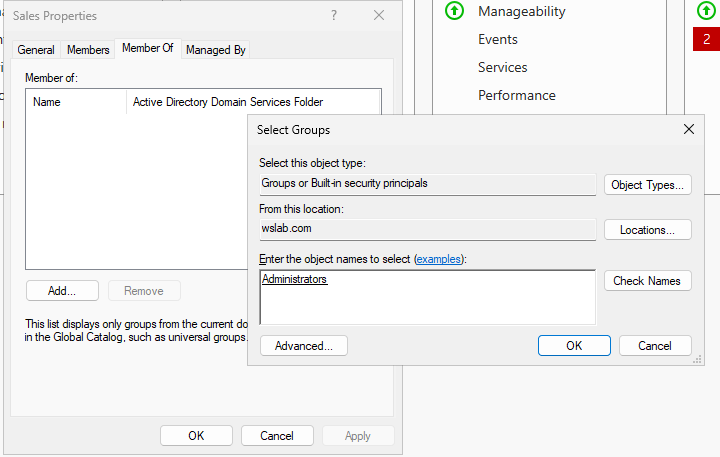 Sales Properties
?
General
Members
Member Of
Managed By
Member of:
Name
Active Directory Domain Services Folder
Add...
Remove
This list displays only groups from the current do
in the Global Catalog, such as universal groups.
OK
Cancel
Apply
Select Groups
Select this object type:
Groups or Built-in security principals
Object Types...
From this location:
wslab.com
Locations...
Enter the object names to select (examples):
Administrators
Check Names
Advanced...
OK
Cancel
Manageability
Events
Services
Performance
2